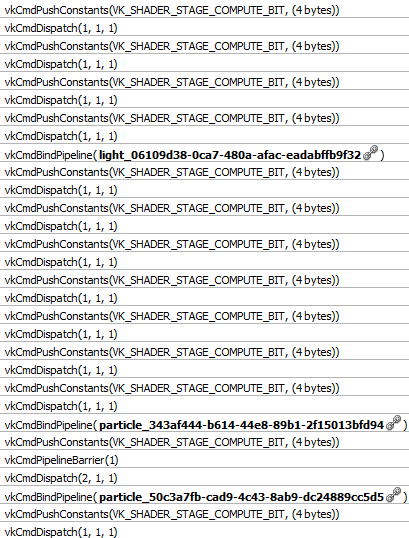 vkCmdPushConstants(VK_SHADER_STAGE_COMPUTE_BIT, (4 bytes))
vkCmdDispatch(1, 1, 1)
vkCmdPushConstants(VK_SHADER_STAGE_COMPUTE_BIT, (4 bytes))
vkCmdDispatch(1, 1, 1)
vkCmdPushConstants(VK_SHADER_STAGE_COMPUTE_BIT, (4 bytes))
vkCmdDispatch(1, 1, 1)
vkCmdPushConstants(VK_SHADER_STAGE_COMPUTE_BIT, (4 bytes))
vkCmdDispatch(1, 1, 1)
vkCmdBindPipeline( light_06109d38-0ca7-480a-afac-eadabffb9f32 )
vkCmdPushConstants(VK_SHADER_STAGE_COMPUTE_BIT, (4 bytes))
vkCmdDispatch(1, 1, 1)
vkCmdPushConstants(VK_SHADER_STAGE_COMPUTE_BIT, (4 bytes))
vkCmdDispatch(1, 1, 1)
vkCmdPushConstants(VK_SHADER_STAGE_COMPUTE_BIT, (4 bytes))
vkCmdDispatch(1, 1, 1)
vkCmdPushConstants(VK_SHADER_STAGE_COMPUTE_BIT, (4 bytes))
vkCmdDispatch(1, 1, 1)
vkCmdPushConstants(VK_SHADER_STAGE_COMPUTE_BIT, (4 bytes))
vkCmdDispatch(1, 1, 1)
vkCmdPushConstants(VK_SHADER_STAGE_COMPUTE_BIT, (4 bytes))
vkCmdDispatch(1, 1, 1)
vkCmdPushConstants(VK_SHADER_STAGE_COMPUTE_BIT, (4 bytes))
vkCmdDispatch(1, 1, 1)
vkCmdBindPipeline( particle_343af444-b614-44e8-89b1-2f15013bfd94 )
vkCmdPushConstants(VK_SHADER_STAGE_COMPUTE_BIT, (4 bytes))
vkCmdPipelineBarrier(1)
vkCmdDispatch(2, 1, 1)
vkCmdBindPipeline( particle_50c3a7fb-cad9-4c43-8ab9-dc24889cc5d5 )
vkCmdPushConstants(VK_SHADER_STAGE_COMPUTE_BIT, (4 bytes))
vkCmdDispatch(1, 1, 1)